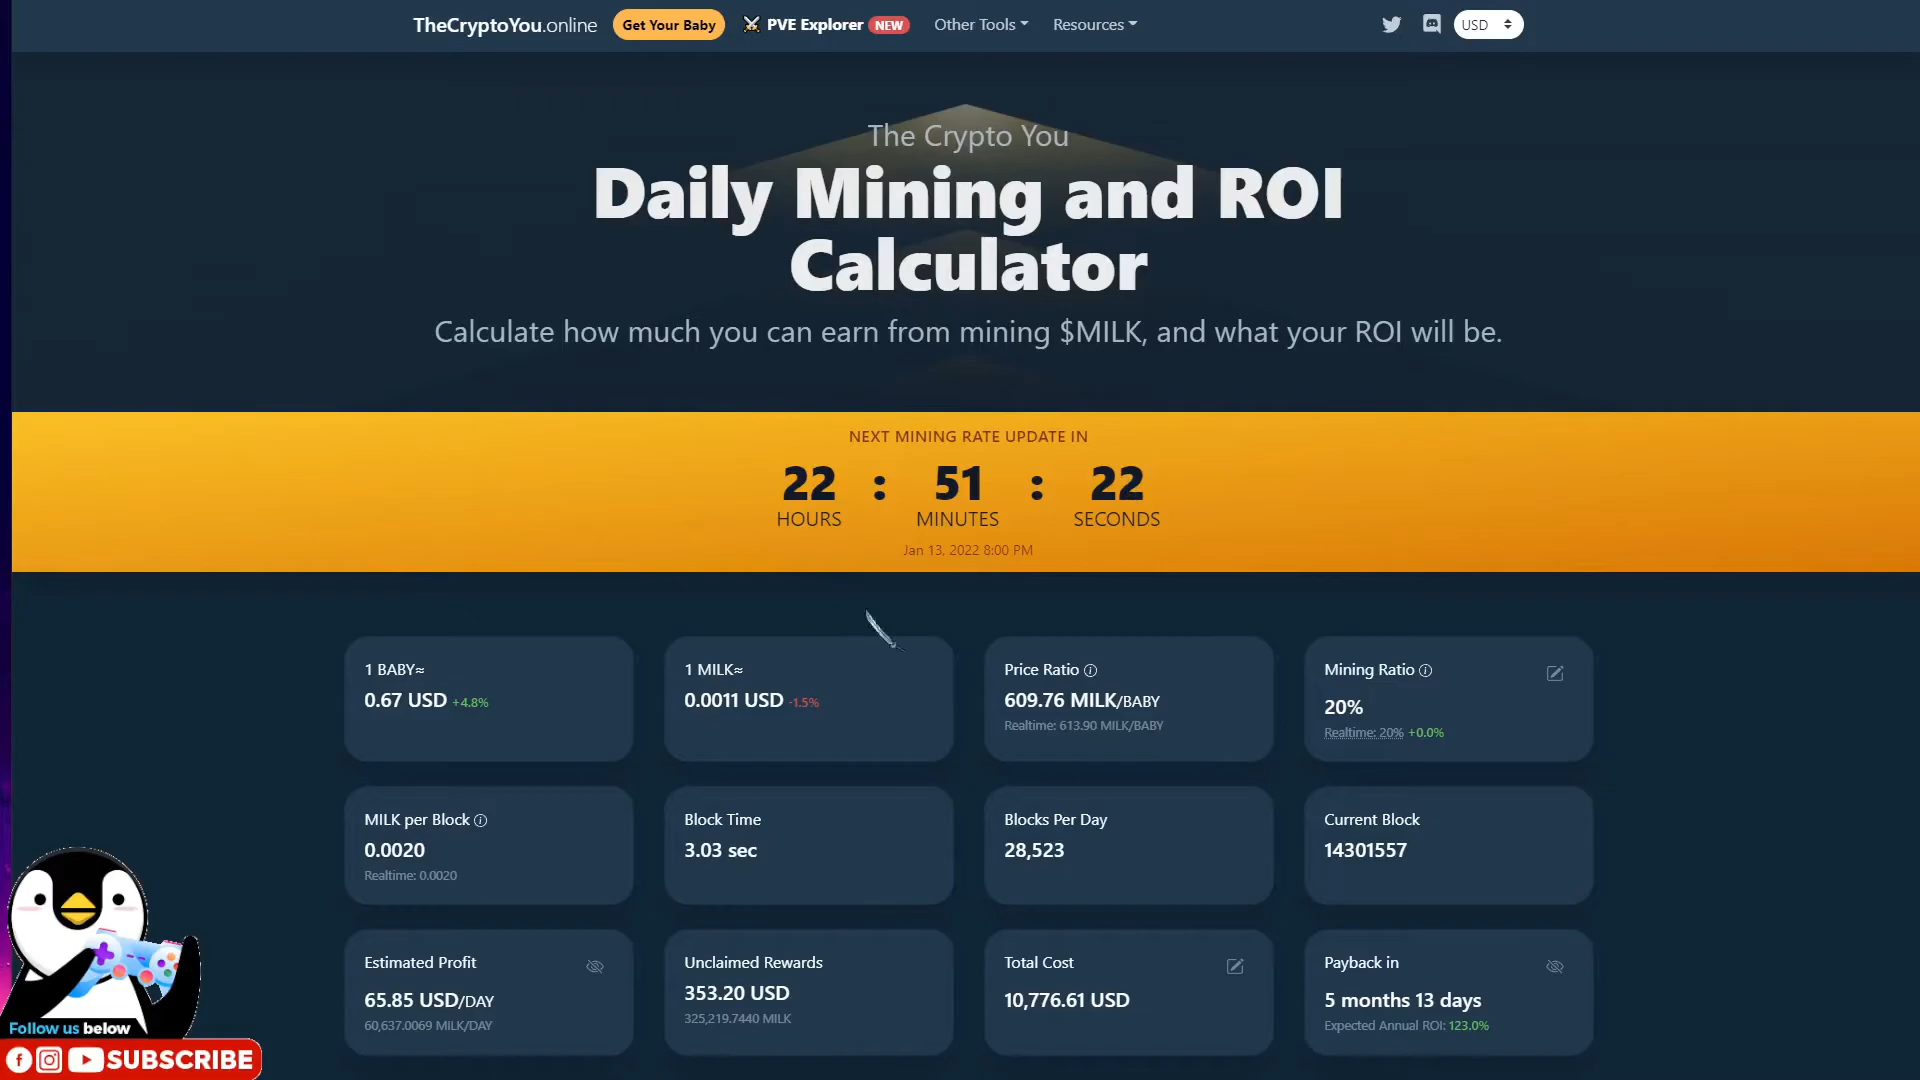 TheCryptoYou.online
Get Your Baby
PVE Explorer NEW
Other Tools
Resources
USD
The Crypto You
Daily Mining and ROI
Calculator
Calculate how much you can earn from mining $MILK, and what your ROI will be.
NEXT MINING RATE UPDATE IN
22 : 51 : 22
HOURS MINUTES SECONDS
Jan 13, 2022 8:00 PM
1 BABY≈
0.67 USD +4.8%
1 MILK≈
0.0011 USD -1.5%
Price Ratio
609.76 MILK/BABY
Realtime: 613.90 MILK/BABY
Mining Ratio
20%
Realtime: 20% +0.0%
MILK per Block
0.0020
Realtime: 0.0020
Block Time
3.03 sec
Blocks Per Day
28,523
Current Block
14301557
Estimated Profit
65.85 USD/DAY
60,637.0069 MILK/DAY
Unclaimed Rewards
353.20 USD
325,219.7440 MILK
Total Cost
10,776.61 USD
Payback in
5 months 13 days
Expected Annual ROI: 123.0%
Follow us below
SUBSCRIBE